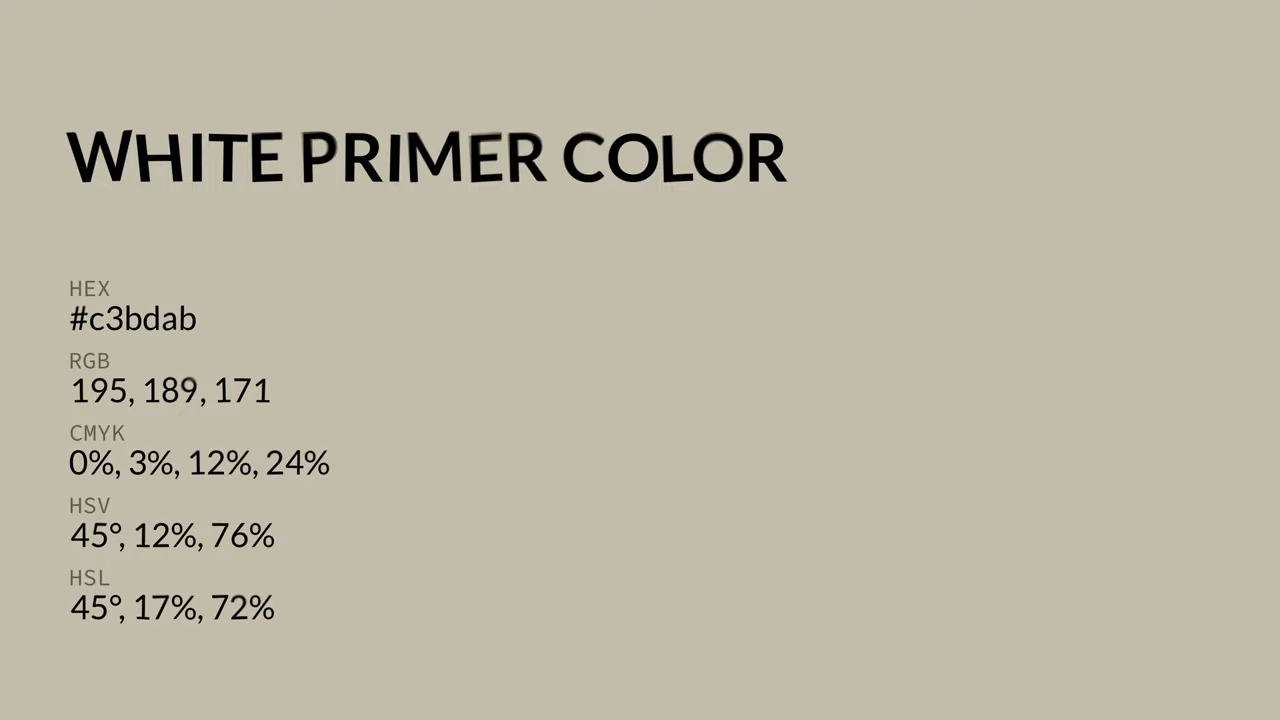 WHITE PRIMER COLOR
HEX
#c3bdab
RGB
195, 189, 171
CMYK
0%, 3%, 12%, 24%
HSV
45°, 12%, 76%
HSL
45°, 17%, 72%